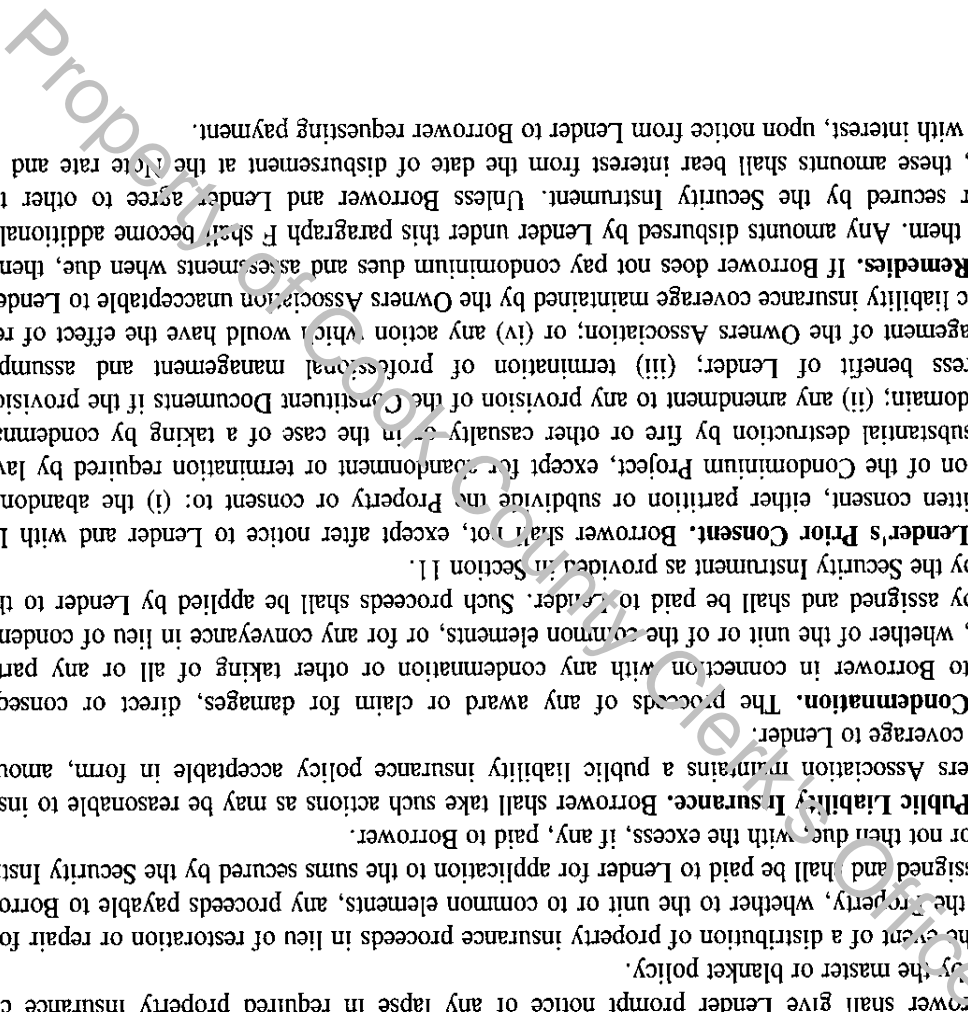 rower shall give Lender prompt notice of any lapse in required property insurance c
by the master or blanket policy.
he event of a distribution of property insurance proceeds in lieu of restoration or repair fo
the Property, whether to the unit or to common elements, any proceeds payable to Borro
ssigned and shall be paid to Lender for application to the sums secured by the Security Inst
or not then due, with the excess, if any, paid to Borrower.
Public Liability Insurance. Borrower shall take such actions as may be reasonable to ins
ers Association maintains a public liability insurance policy acceptable in form, amou
coverage to Lender.
Condemnation. The proceeds of any award or claim for damages, direct or conseq
to Borrower in connection with any condemnation or other taking of all or any part
, whether of the unit or of the common elements, or for any conveyance in lieu of condem
by assigned and shall be paid to Lender. Such proceeds shall be applied by Lender to th
by the Security Instrument as provided in Section 11.
Lender's Prior Consent. Borrower shall not, except after notice to Lender and with L
itten consent, either partition or subdivide the Property or consent to: (i) the abandon
on of the Condominium Project, except for abandonment or termination required by lav
substantial destruction by fire or other casualty or in the case of a taking by condemna
domain; (ii) any amendment to any provision of the Constituent Documents if the provisi
ress benefit of Lender; (iii) termination of professional management and assump
agement of the Owners Association; or (iv) any action which would have the effect of re
c liability insurance coverage maintained by the Owners Association unacceptable to Lende
Remedies. If Borrower does not pay condominium dues and assessments when due, then
them. Any amounts disbursed by Lender under this paragraph F shall become additional
r secured by the Security Instrument. Unless Borrower and Lender agree to other t
, these amounts shall bear interest from the date of disbursement at the Note rate and
with interest, upon notice from Lender to Borrower requesting payment.
Property of Cook County Clerk's Office